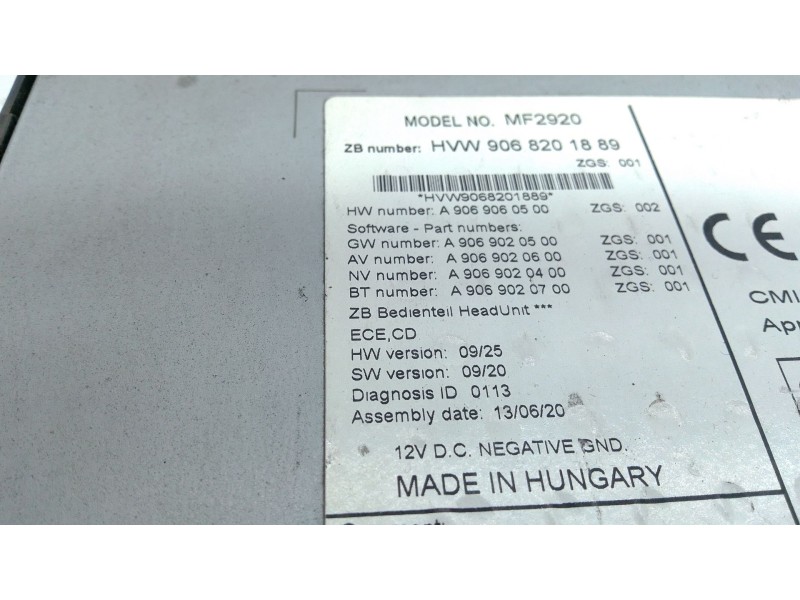 MODEL NO. MF2920
ZB number: HVW 906 820 18 89
ZGS: 001
*HVW9068201889*
HW number: A 906 906 05 00 ZGS: 002
Software - Part numbers:
GW number: A 906 902 05 00 ZGS: 001
AV number: A 906 902 06 00 ZGS: 001
NV number: A 906 902 04 00 ZGS: 001
BT number: A 906 902 07 00 ZGS: 001
ZB Bedienteil HeadUnit ***
ECE,CD
HW version: 09/25
SW version: 09/20
Diagnosis ID 0113
Assembly date: 13/06/20
12V D.C. NEGATIVE GND.
MADE IN HUNGARY
CE